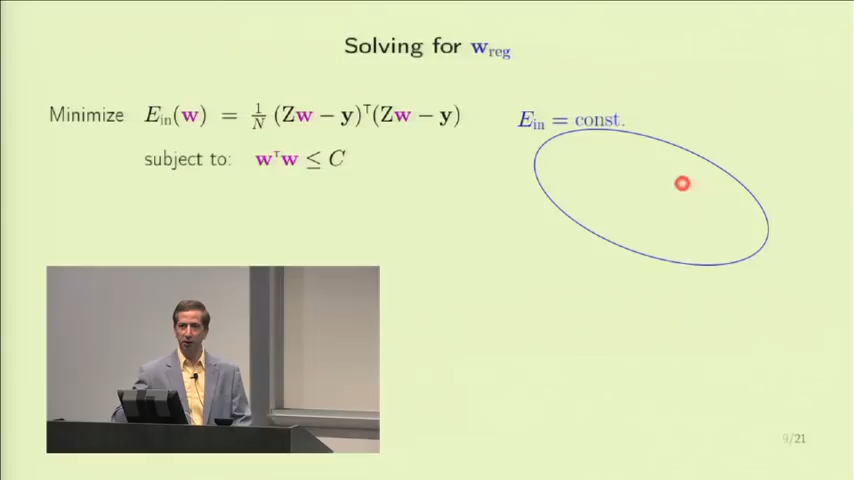 Solving for w_reg
Minimize E_in(w) = 1/N (Zw − y)ᵀ(Zw − y)
subject to: wᵀw ≤ C
E_in = const.
9/21